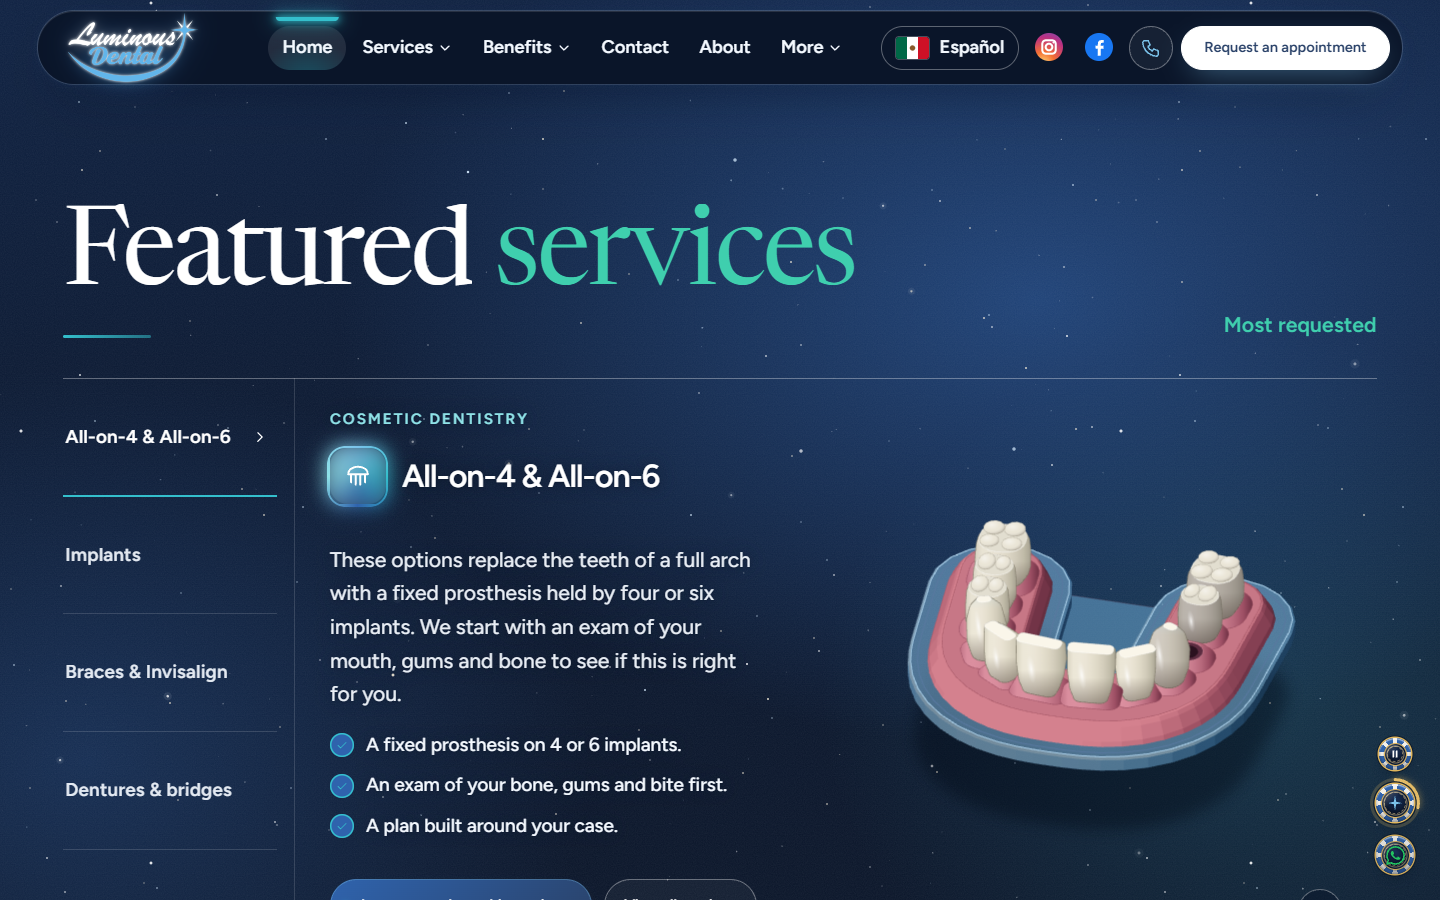 Luminous
Dental
Home
Services
Benefits
Contact
About
More
Español
Request an appointment
Featured services
Most requested
All-on-4 & All-on-6
Implants
Braces & Invisalign
Dentures & bridges
COSMETIC DENTISTRY
All-on-4 & All-on-6
These options replace the teeth of a full arch
with a fixed prosthesis held by four or six
implants. We start with an exam of your
mouth, gums and bone to see if this is right
for you.
A fixed prosthesis on 4 or 6 implants.
An exam of your bone, gums and bite first.
A plan built around your case.